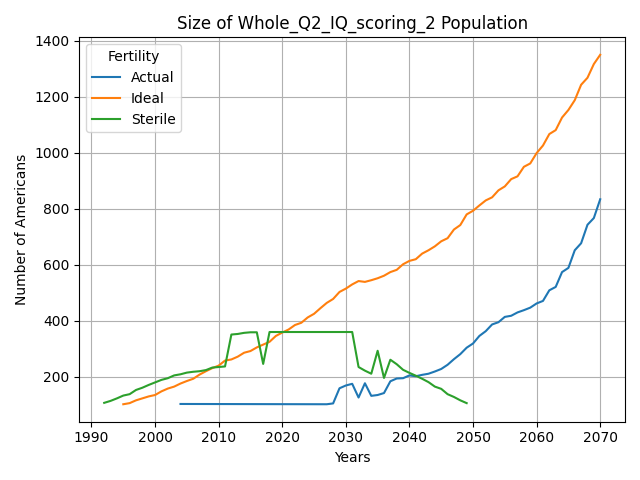 Size of Whole_Q2_IQ_scoring_2 Population
Fertility
Actual
Ideal
Sterile
Number of Americans
1400
1200
1000
800
600
400
200
1990 2000 2010 2020 2030 2040 2050 2060 2070
Years